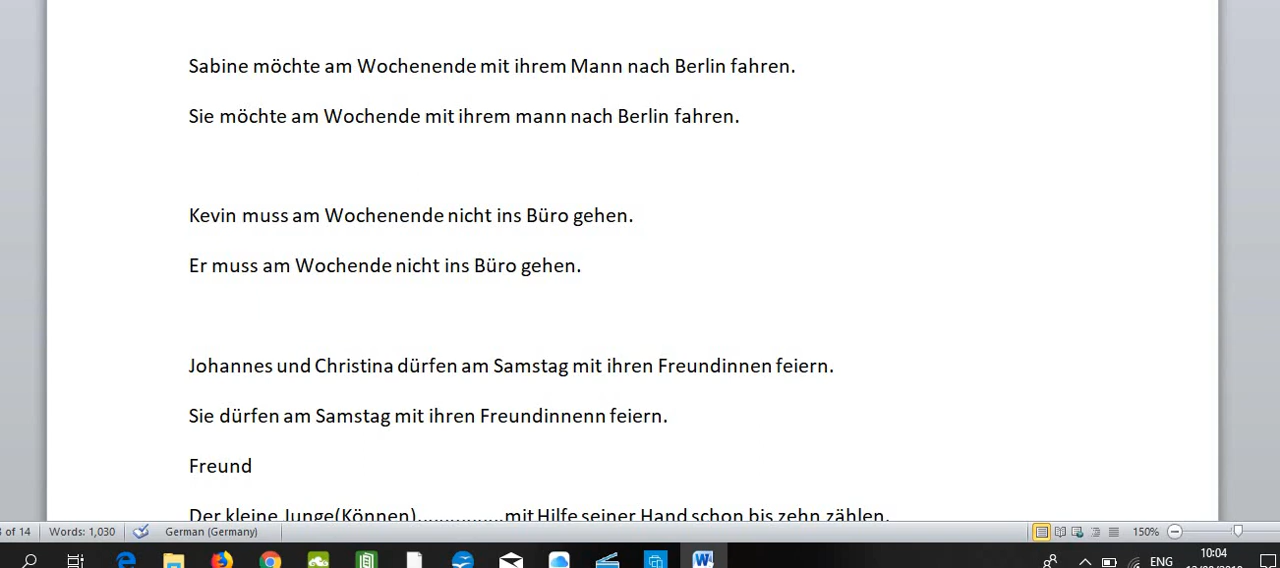 Sabine möchte am Wochenende mit ihrem Mann nach Berlin fahren.
Sie möchte am Wochende mit ihrem mann nach Berlin fahren.
Kevin muss am Wochenende nicht ins Büro gehen.
Er muss am Wochende nicht ins Büro gehen.
Johannes und Christina dürfen am Samstag mit ihren Freundinnen feiern.
Sie dürfen am Samstag mit ihren Freundinnenn feiern.
Freund
Der kleine Junge(Können)................mit Hilfe seiner Hand schon bis zehn zählen.
of 14 Words: 1,030 German (Germany) 150%
ENG 10:04